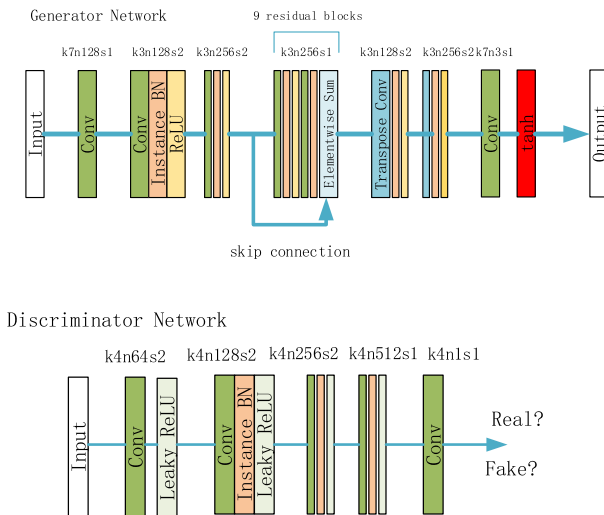 Generator Network
9 residual blocks
k7n128s1
k3n128s2
k3n256s2
k3n256s1
k3n128s2
k3n256s2
k7n3s1
Input
Conv
Conv
Instance BN
ReLU
Elementwise Sum
Transpose Conv
Conv
tanh
Output
skip connection
Discriminator Network
k4n64s2
k4n128s2
k4n256s2
k4n512s1
k4n1s1
Input
Conv
Leaky ReLU
Conv
Instance BN
Leaky ReLU
Conv
Real?
Fake?